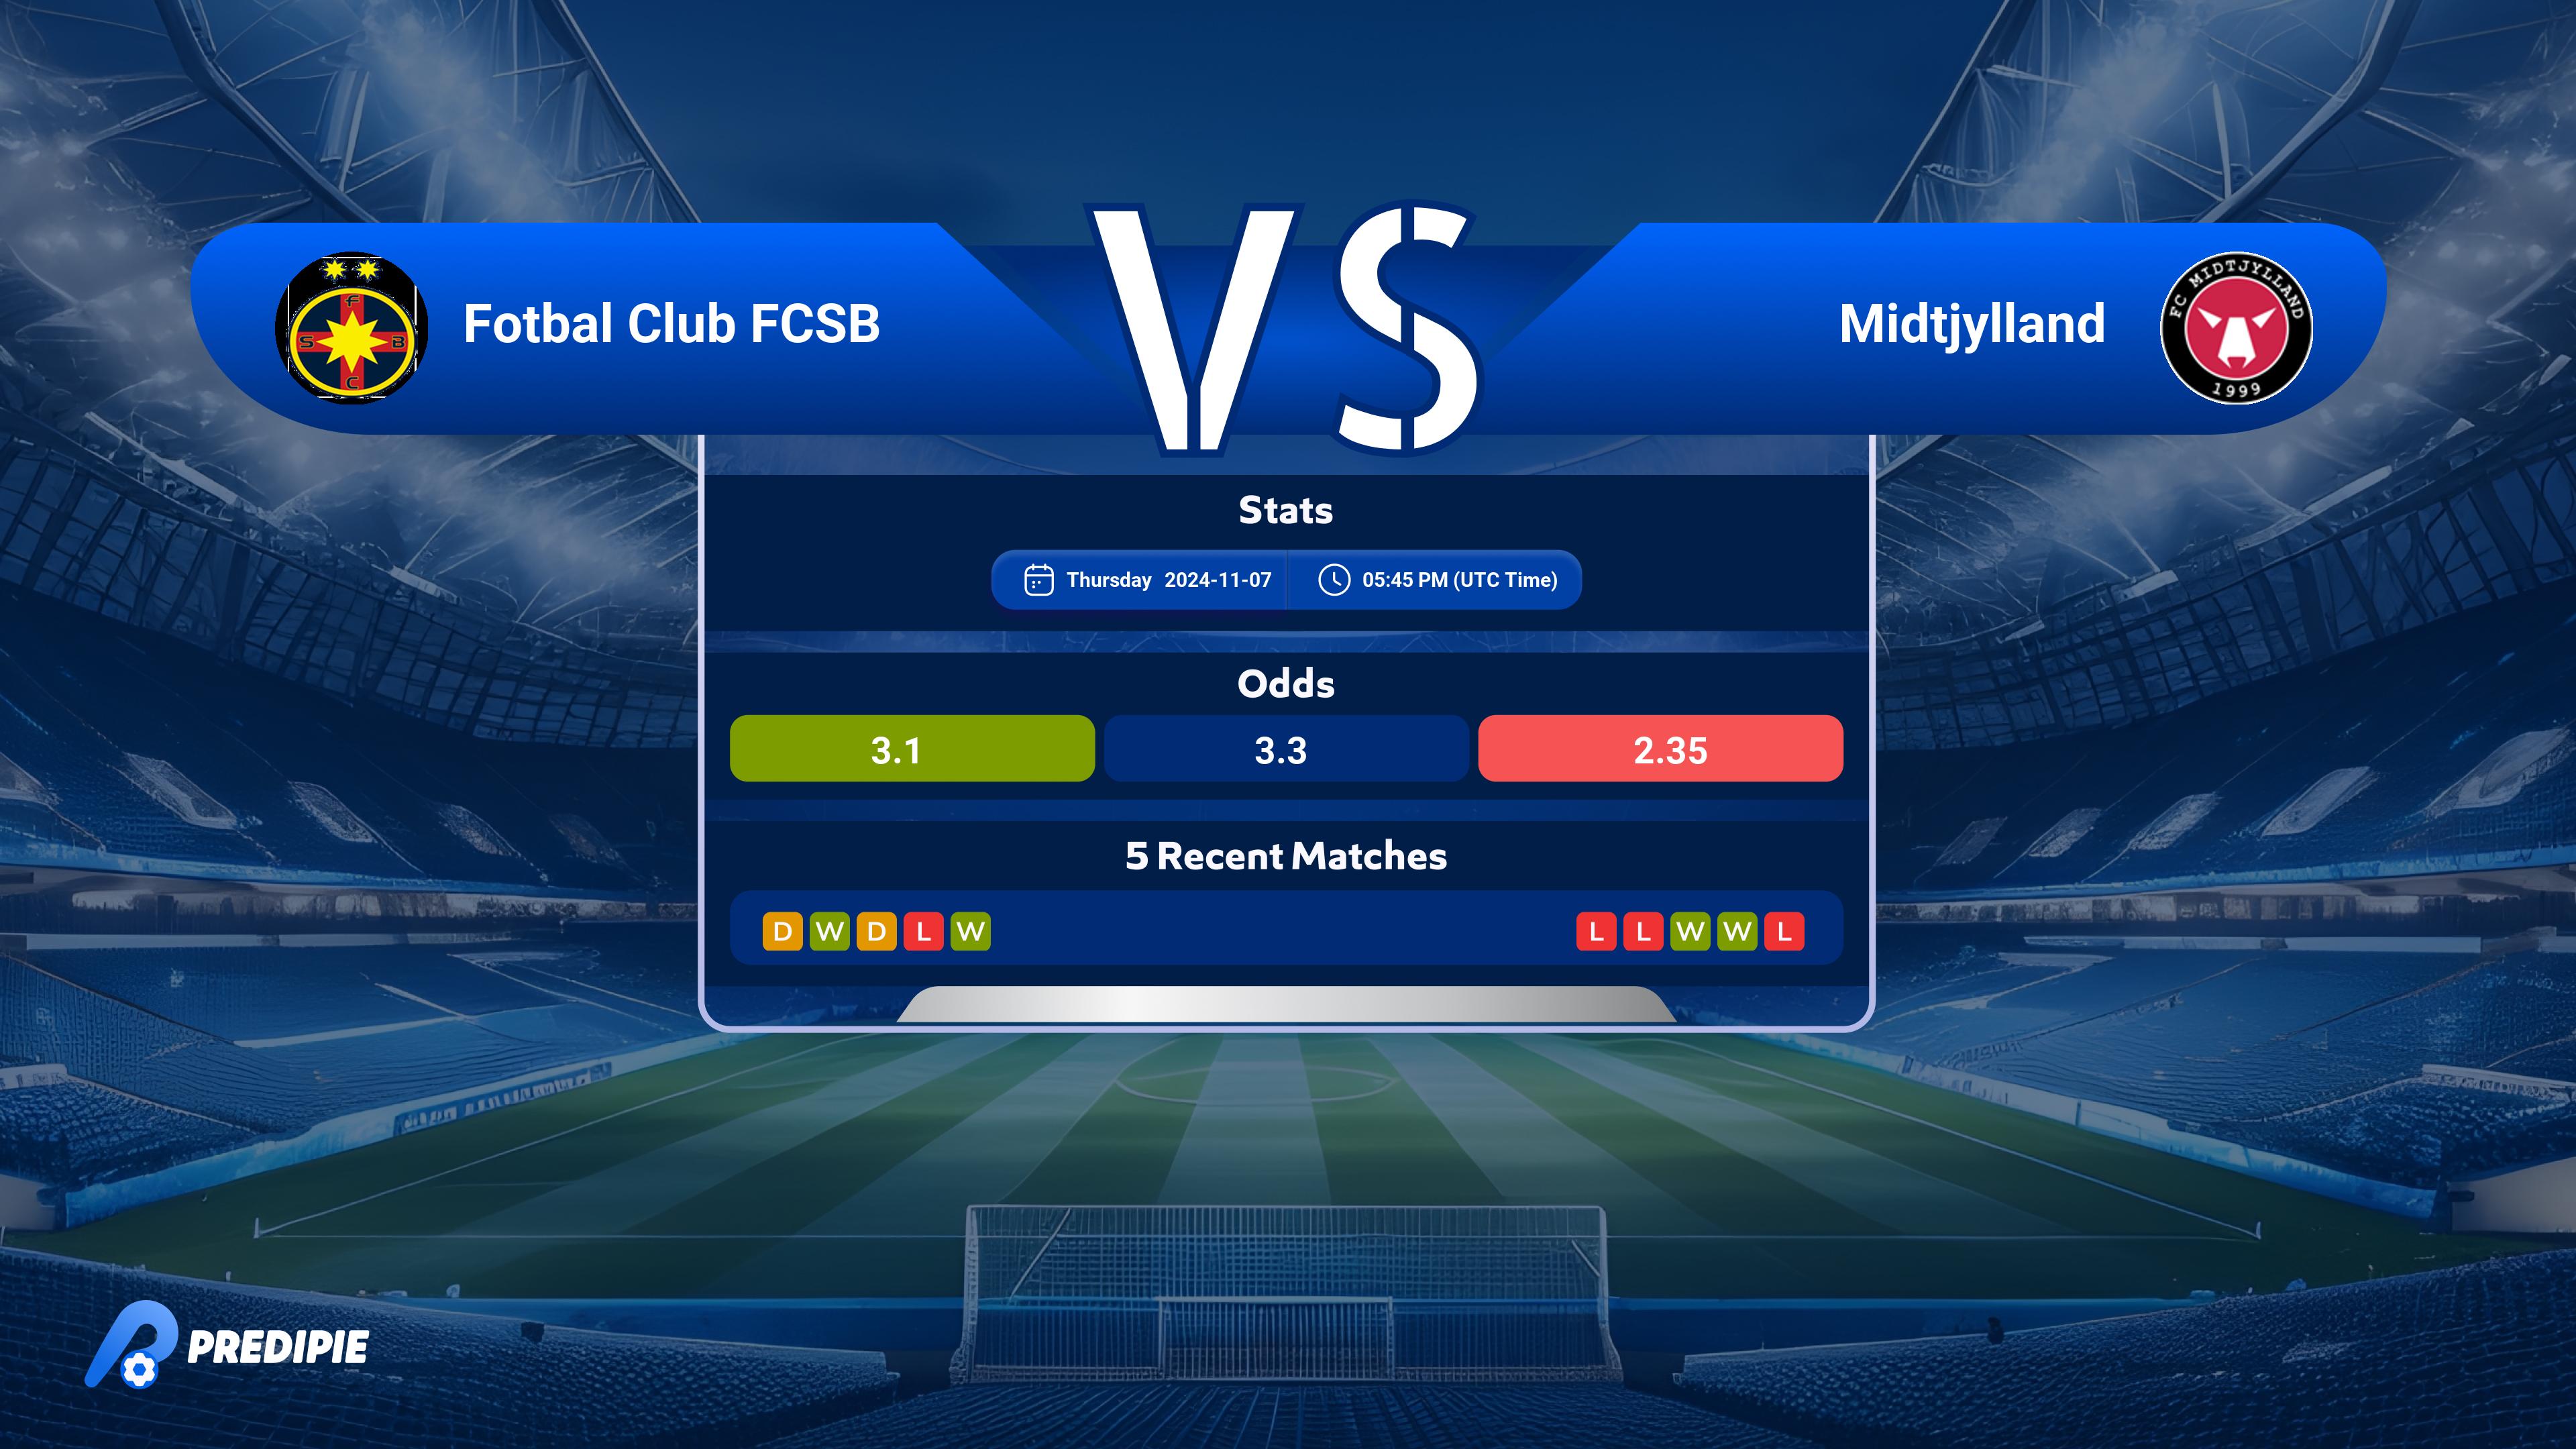 VS
Fotbal Club FCSB
Midtjylland
F
S B
C
FC MIDTJYLLAND
1999
Stats
Thursday 2024-11-07 05:45 PM (UTC Time)
Odds
3.1 3.3 2.35
5 Recent Matches
D W D L W L L W W L
PREDIPIE